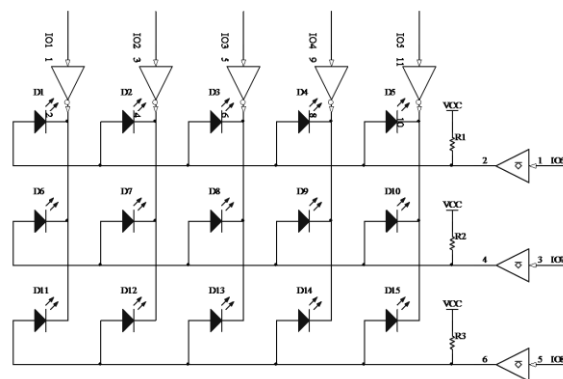 IO1 IO2 IO3 IO4 IO5
1 3 5 9 11
D1 D2 D3 D4 D5 VCC
2 4 6 8 10
R1
2 1
D6 D7 D8 D9 D10 VCC
R2
4 3
D11 D12 D13 D14 D15 VCC
R3
6 5